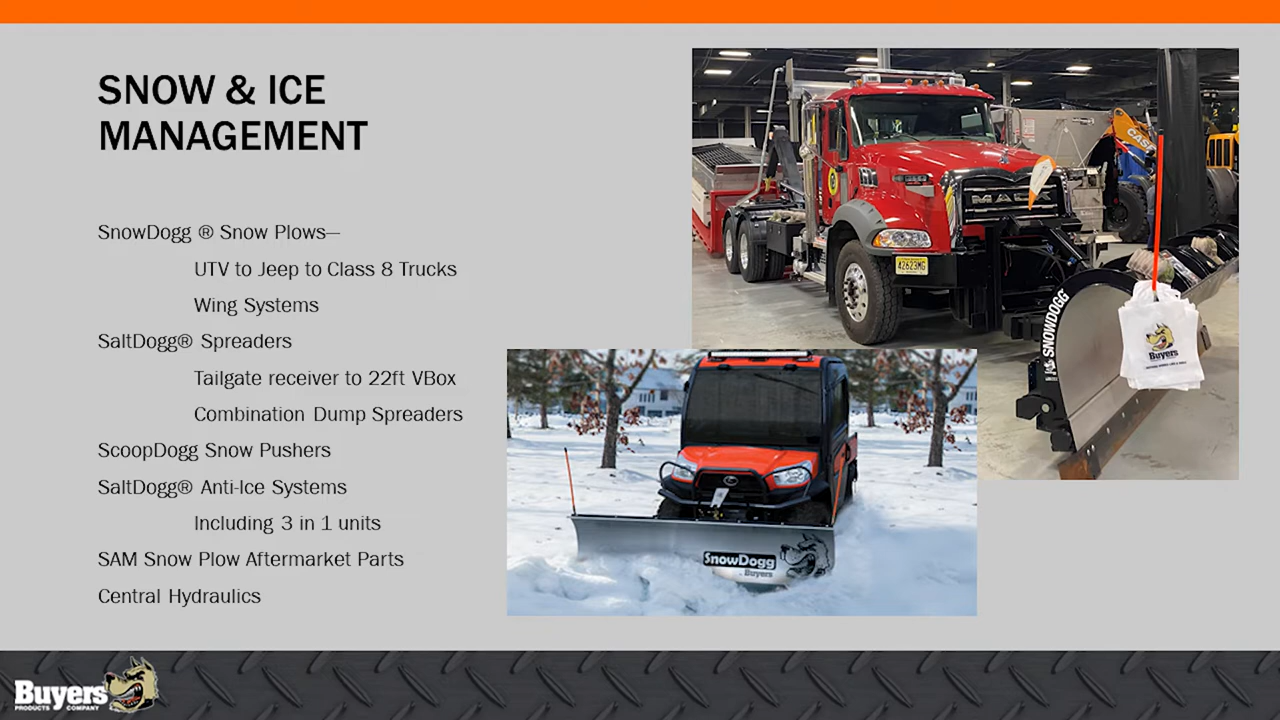 SNOW & ICE
MANAGEMENT
SnowDogg ® Snow Plows—
UTV to Jeep to Class 8 Trucks
Wing Systems
SaltDogg® Spreaders
Tailgate receiver to 22ft VBox
Combination Dump Spreaders
ScoopDogg Snow Pushers
SaltDogg® Anti-Ice Systems
Including 3 in 1 units
SAM Snow Plow Aftermarket Parts
Central Hydraulics
MACK
CASE
42623MG
SNOWDOGG
Buyers
SnowDogg
Buyers
Buyers
PRODUCTS COMPANY